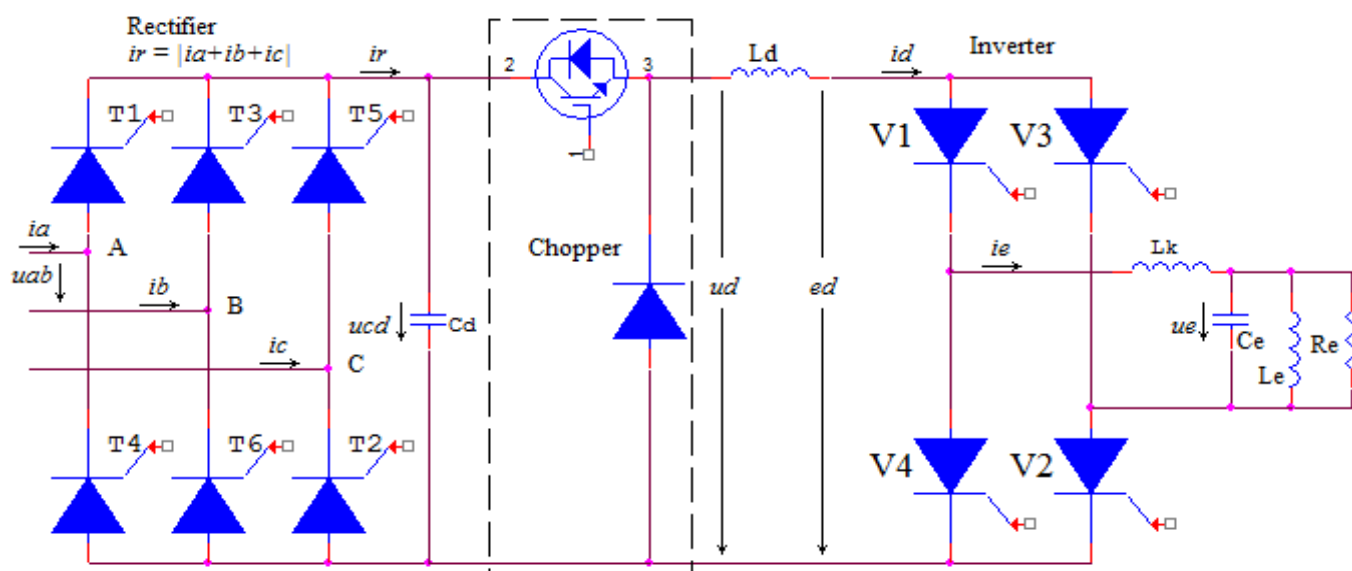 Rectifier
ir = |ia+ib+ic|
ir
2
3
1
Ld
id
Inverter
T1
T3
T5
V1
V3
ia
A
uab
ib
B
ic
C
ucd
Cd
Chopper
ud
ed
ie
Lk
ue
Ce
Le
Re
T4
T6
T2
V4
V2